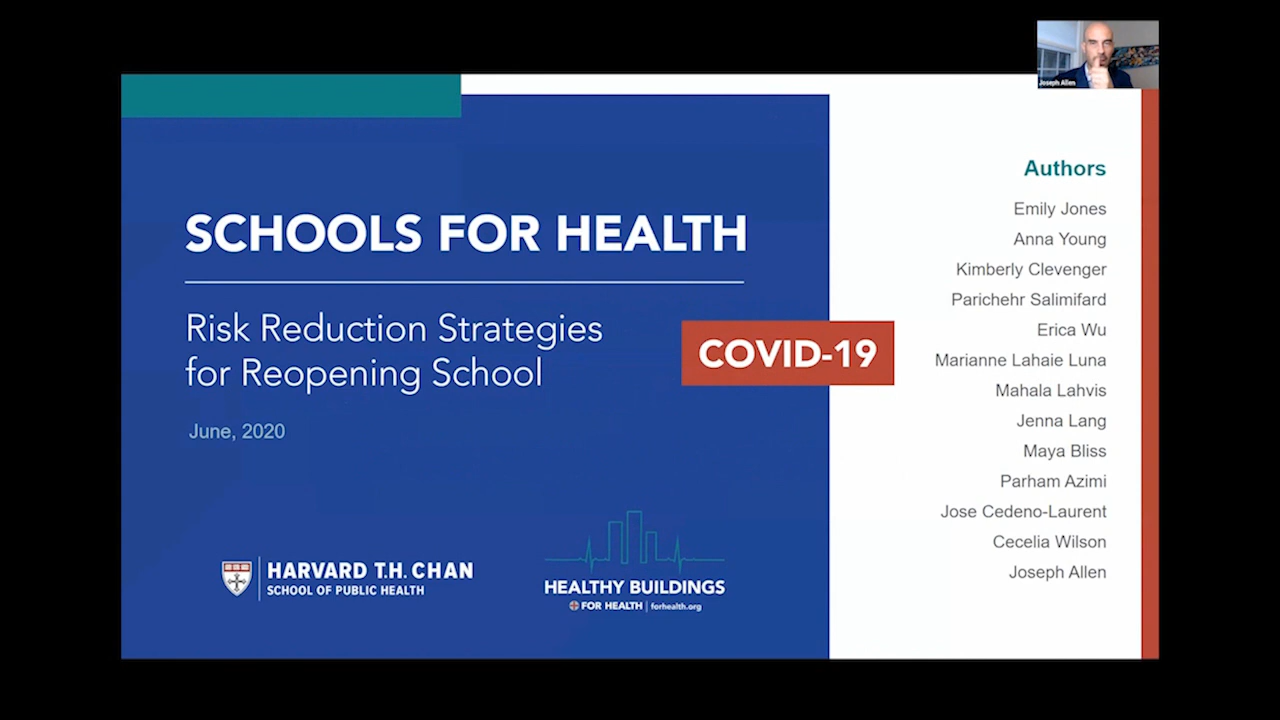 Joseph Allen
SCHOOLS FOR HEALTH
Risk Reduction Strategies
for Reopening School
June, 2020
COVID-19
HARVARD T.H. CHAN
SCHOOL OF PUBLIC HEALTH
HEALTHY BUILDINGS
FOR HEALTH | forhealth.org
Authors
Emily Jones
Anna Young
Kimberly Clevenger
Parichehr Salimifard
Erica Wu
Marianne Lahaie Luna
Mahala Lahvis
Jenna Lang
Maya Bliss
Parham Azimi
Jose Cedeno-Laurent
Cecelia Wilson
Joseph Allen